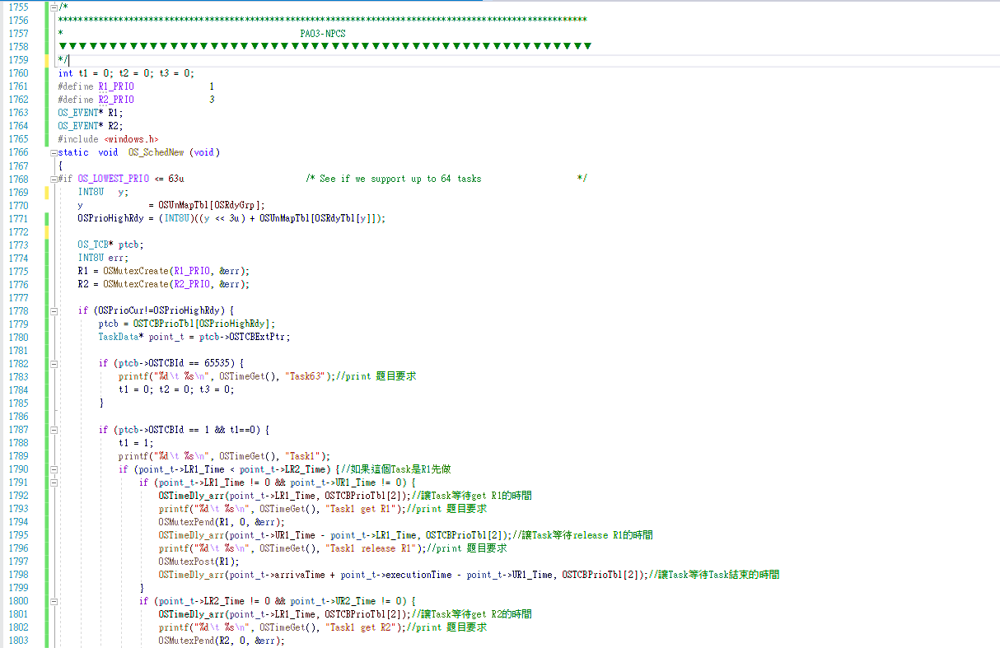 1755 /*
1756 *********************************************************************************************************
1757 * PA03-NPCS
1758 ▼▼▼▼▼▼▼▼▼▼▼▼▼▼▼▼▼▼▼▼▼▼▼▼▼▼▼▼▼▼▼▼▼▼▼▼▼▼▼▼▼▼▼▼▼▼▼▼▼▼▼▼▼
1759 */
1760 int t1 = 0; t2 = 0; t3 = 0;
1761 #define R1_PRIO 1
1762 #define R2_PRIO 3
1763 OS_EVENT* R1;
1764 OS_EVENT* R2;
1765 #include <windows.h>
1766 static void OS_SchedNew (void)
1767 {
1768 #if OS_LOWEST_PRIO <= 63u /* See if we support up to 64 tasks */
1769 INT8U y;
1770 y = OSUnMapTbl[OSRdyGrp];
1771 OSPrioHighRdy = (INT8U)((y << 3u) + OSUnMapTbl[OSRdyTbl[y]]);
1772
1773 OS_TCB* ptcb;
1774 INT8U err;
1775 R1 = OSMutexCreate(R1_PRIO, &err);
1776 R2 = OSMutexCreate(R2_PRIO, &err);
1777
1778 if (OSPrioCur!=OSPrioHighRdy) {
1779 ptcb = OSTCBPrioTbl[OSPrioHighRdy];
1780 TaskData* point_t = ptcb->OSTCBExtPtr;
1781
1782 if (ptcb->OSTCBId == 65535) {
1783 printf("%d\t %s\n", OSTimeGet(), "Task63");//print 題目要求
1784 t1 = 0; t2 = 0; t3 = 0;
1785 }
1786
1787 if (ptcb->OSTCBId == 1 && t1==0) {
1788 t1 = 1;
1789 printf("%d\t %s\n", OSTimeGet(), "Task1");
1790 if (point_t->LR1_Time < point_t->LR2_Time) {//如果這個Task是R1先做
1791 if (point_t->LR1_Time != 0 && point_t->UR1_Time != 0) {
1792 OSTimeDly_arr(point_t->LR1_Time, OSTCBPrioTbl[2]);//讓Task等待get R1的時間
1793 printf("%d\t %s\n", OSTimeGet(), "Task1 get R1");//print 題目要求
1794 OSMutexPend(R1, 0, &err);
1795 OSTimeDly_arr(point_t->UR1_Time - point_t->LR1_Time, OSTCBPrioTbl[2]);//讓Task等待release R1的時間
1796 printf("%d\t %s\n", OSTimeGet(), "Task1 release R1");//print 題目要求
1797 OSMutexPost(R1);
1798 OSTimeDly_arr(point_t->arrivaTime + point_t->executionTime - point_t->UR1_Time, OSTCBPrioTbl[2]);//讓Task等待Task結束的時間
1799 }
1800 if (point_t->LR2_Time != 0 && point_t->UR2_Time != 0) {
1801 OSTimeDly_arr(point_t->LR1_Time, OSTCBPrioTbl[2]);//讓Task等待get R2的時間
1802 printf("%d\t %s\n", OSTimeGet(), "Task1 get R2");//print 題目要求
1803 OSMutexPend(R2, 0, &err);